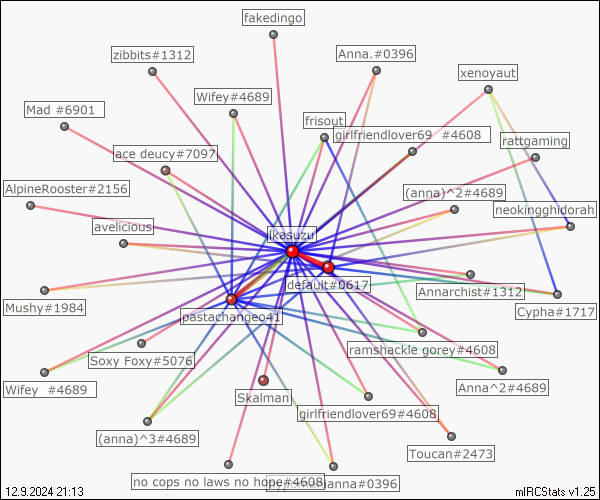 fakedingo
zibbits#1312
Anna.#0396
xenoyaut
Wifey#4689
Mad #6901
frisout
girlfriendlover69 #4608
rattgaming
ace deucy#7097
AlpineRooster#2156
(anna)^2#4689
neokingghidorah
avelicious
ikesuzu
default#0617
Annarchist#1312
Mushy#1984
Cypha#1717
pastachangeo41
ramshackle gorey#4608
Soxy Foxy#5076
Wifey #4689
Anna^2#4689
Skalman
girlfriendlover69#4608
(anna)^3#4689
Toucan#2473
no cops no laws no hope#4608
anna#0396
12.9.2024 21:13
mIRCStats v1.25